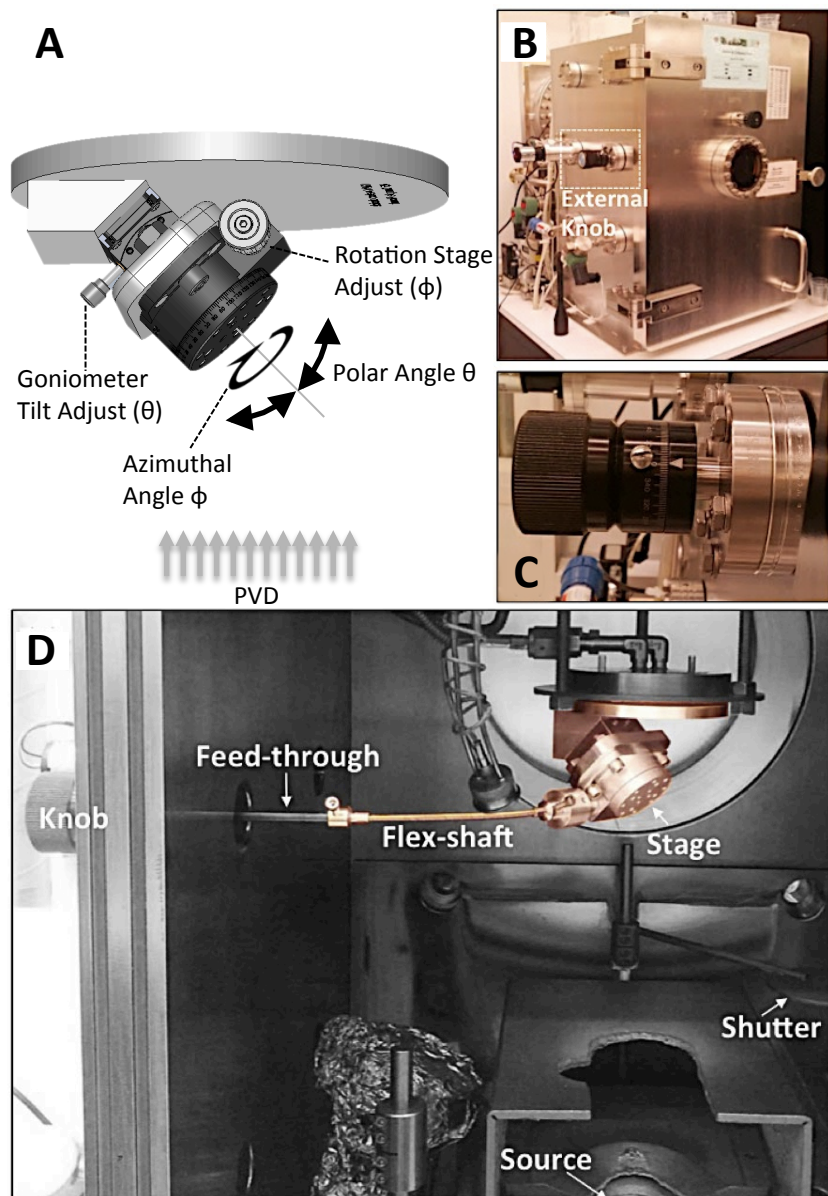 A
Rotation Stage
Adjust (ϕ)
Polar Angle θ
Goniometer
Tilt Adjust (θ)
Azimuthal
Angle ϕ
PVD
B
External
Knob
C
D
Feed-through
Knob
Flex-shaft
Stage
Shutter
Source